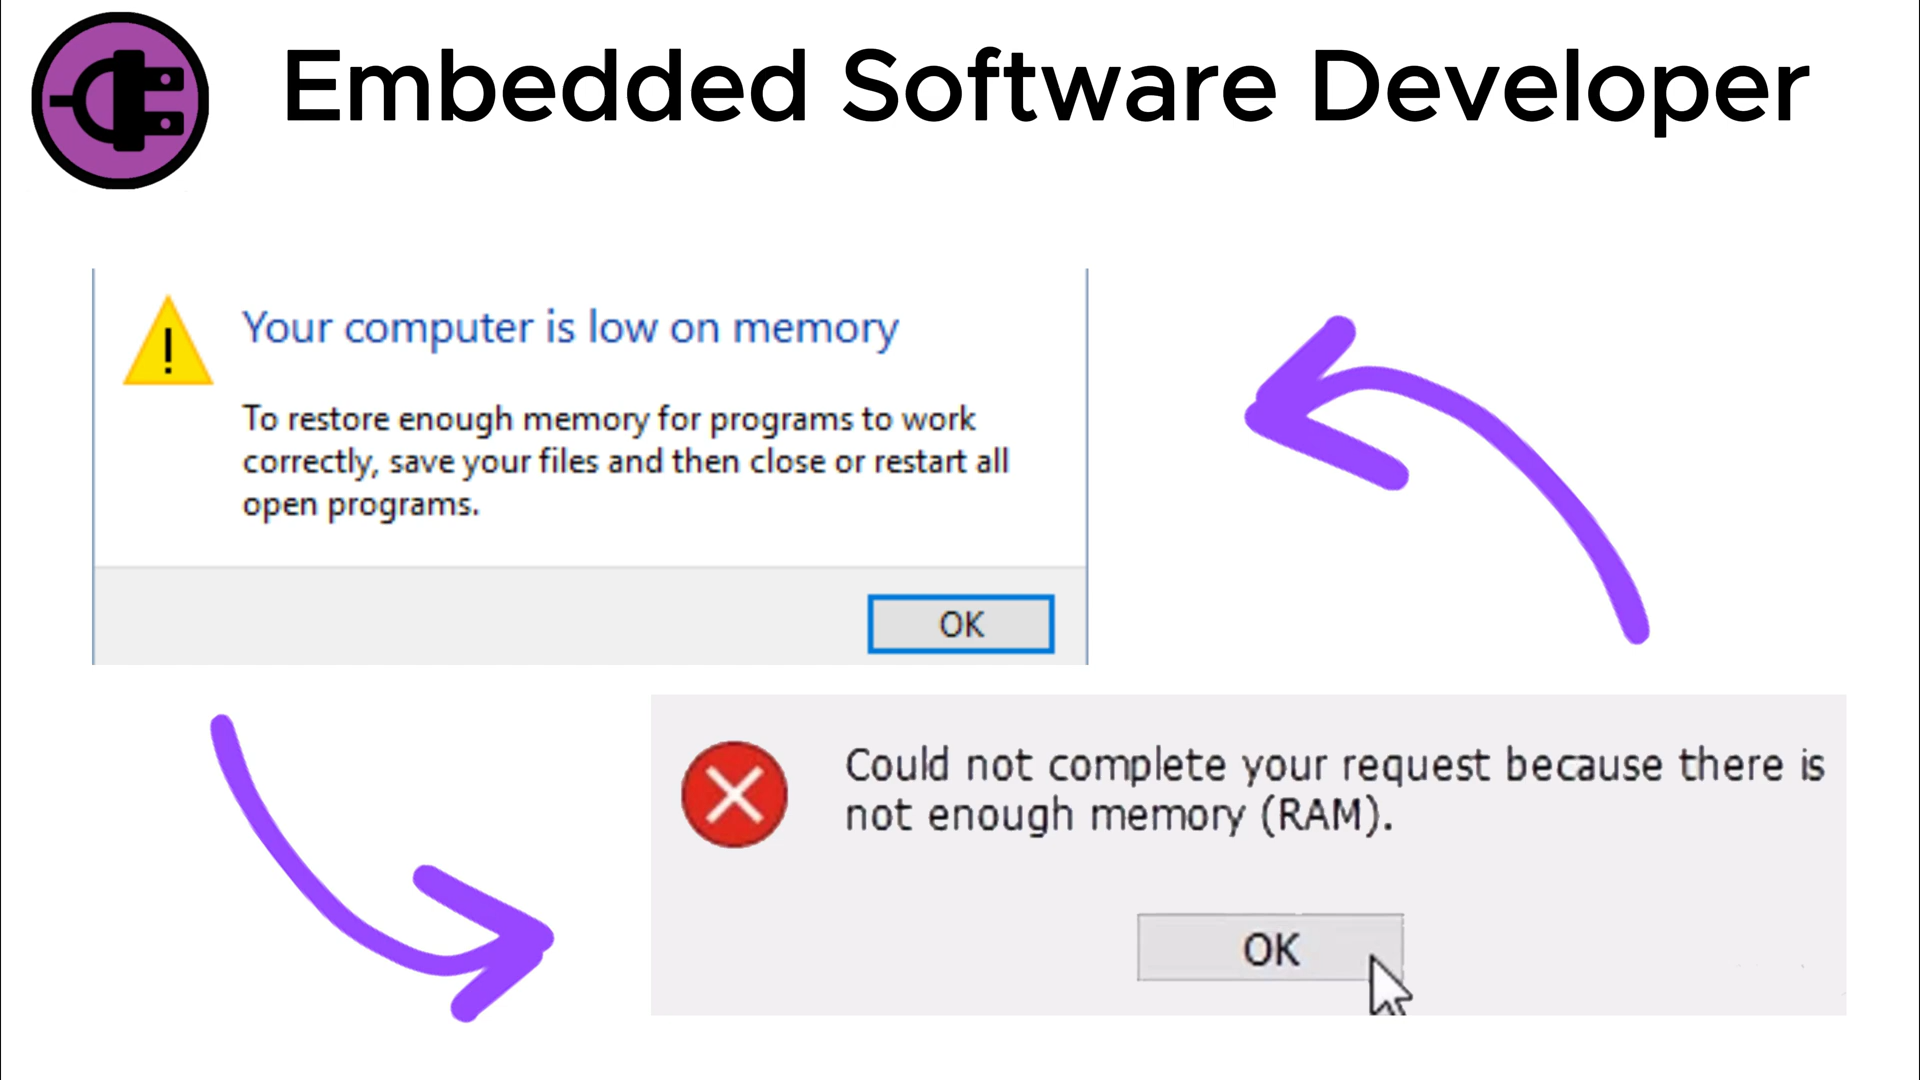 Embedded Software Developer
!
Your computer is low on memory
To restore enough memory for programs to work
correctly, save your files and then close or restart all
open programs.
OK
Could not complete your request because there is
not enough memory (RAM).
OK